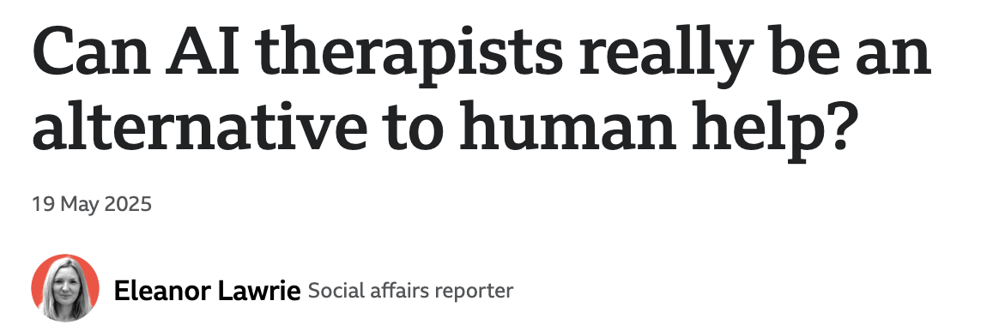 Can AI therapists really be an
alternative to human help?
19 May 2025
Eleanor Lawrie Social affairs reporter